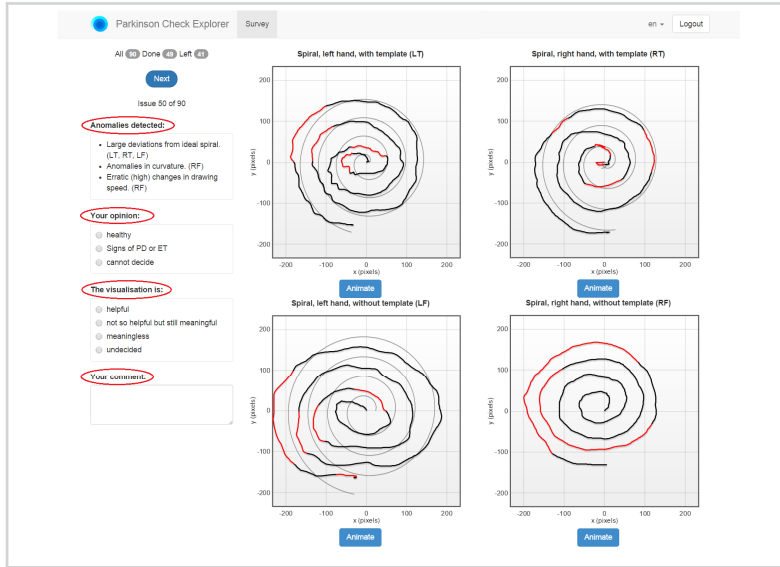 Parkinson Check Explorer Survey en Logout
All 90 Done 49 Left 41
Next
Issue 50 of 90
Anomalies detected:
Large deviations from ideal spiral.
(LT, RT, LF)
Anomalies in curvature. (RF)
Erratic (high) changes in drawing
speed. (RF)
Your opinion:
healthy
Signs of PD or ET
cannot decide
The visualisation is:
helpful
not so helpful but still meaningful
meaningless
undecided
Your comment:
Spiral, left hand, with template (LT)
200
100
0
-100
-200
y (pixels)
-200 -100 0 100 200
x (pixels)
Animate
Spiral, right hand, with template (RT)
200
100
0
-100
-200
y (pixels)
-200 -100 0 100 200
x (pixels)
Animate
Spiral, left hand, without template (LF)
200
100
0
-100
-200
y (pixels)
-200 -100 0 100 200
x (pixels)
Animate
Spiral, right hand, without template (RF)
200
100
0
-100
-200
y (pixels)
-200 -100 0 100 200
x (pixels)
Animate